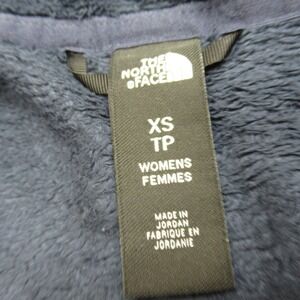 THE
NORTH
FACE
XS
TP
WOMENS
FEMMES
MADE IN
JORDAN
FABRIQUE EN
JORDANIE